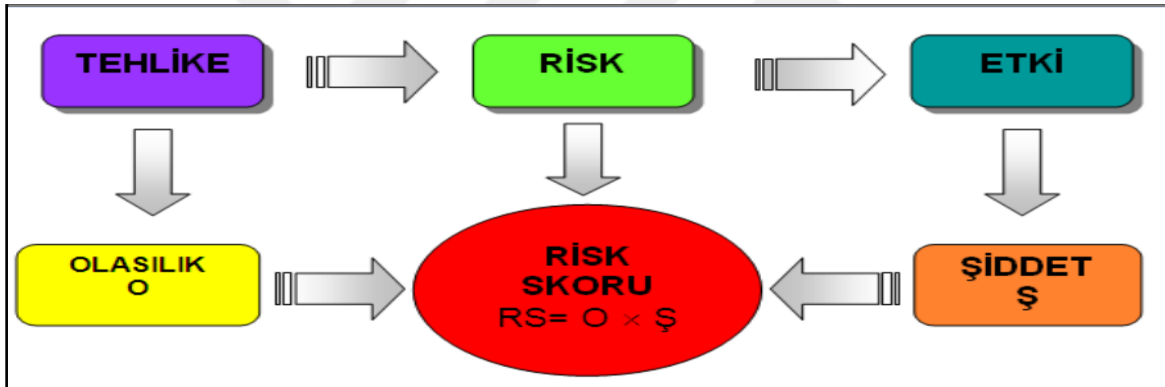 TEHLİKE
RİSK
ETKİ
OLASILIK
O
RİSK
SKORU
RS= O × Ş
ŞİDDET
Ş